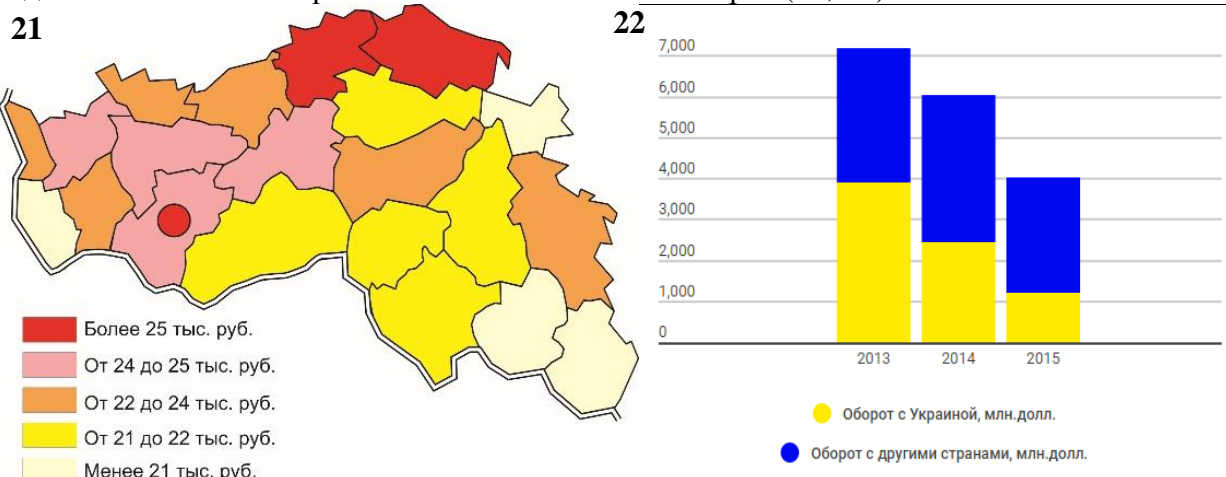 21
Более 25 тыс. руб.
От 24 до 25 тыс. руб.
От 22 до 24 тыс. руб.
От 21 до 22 тыс. руб.
Менее 21 тыс. руб.
22
7,000
6,000
5,000
4,000
3,000
2,000
1,000
0
2013 2014 2015
Оборот с Украиной, млн.долл.
Оборот с другими странами, млн.долл.